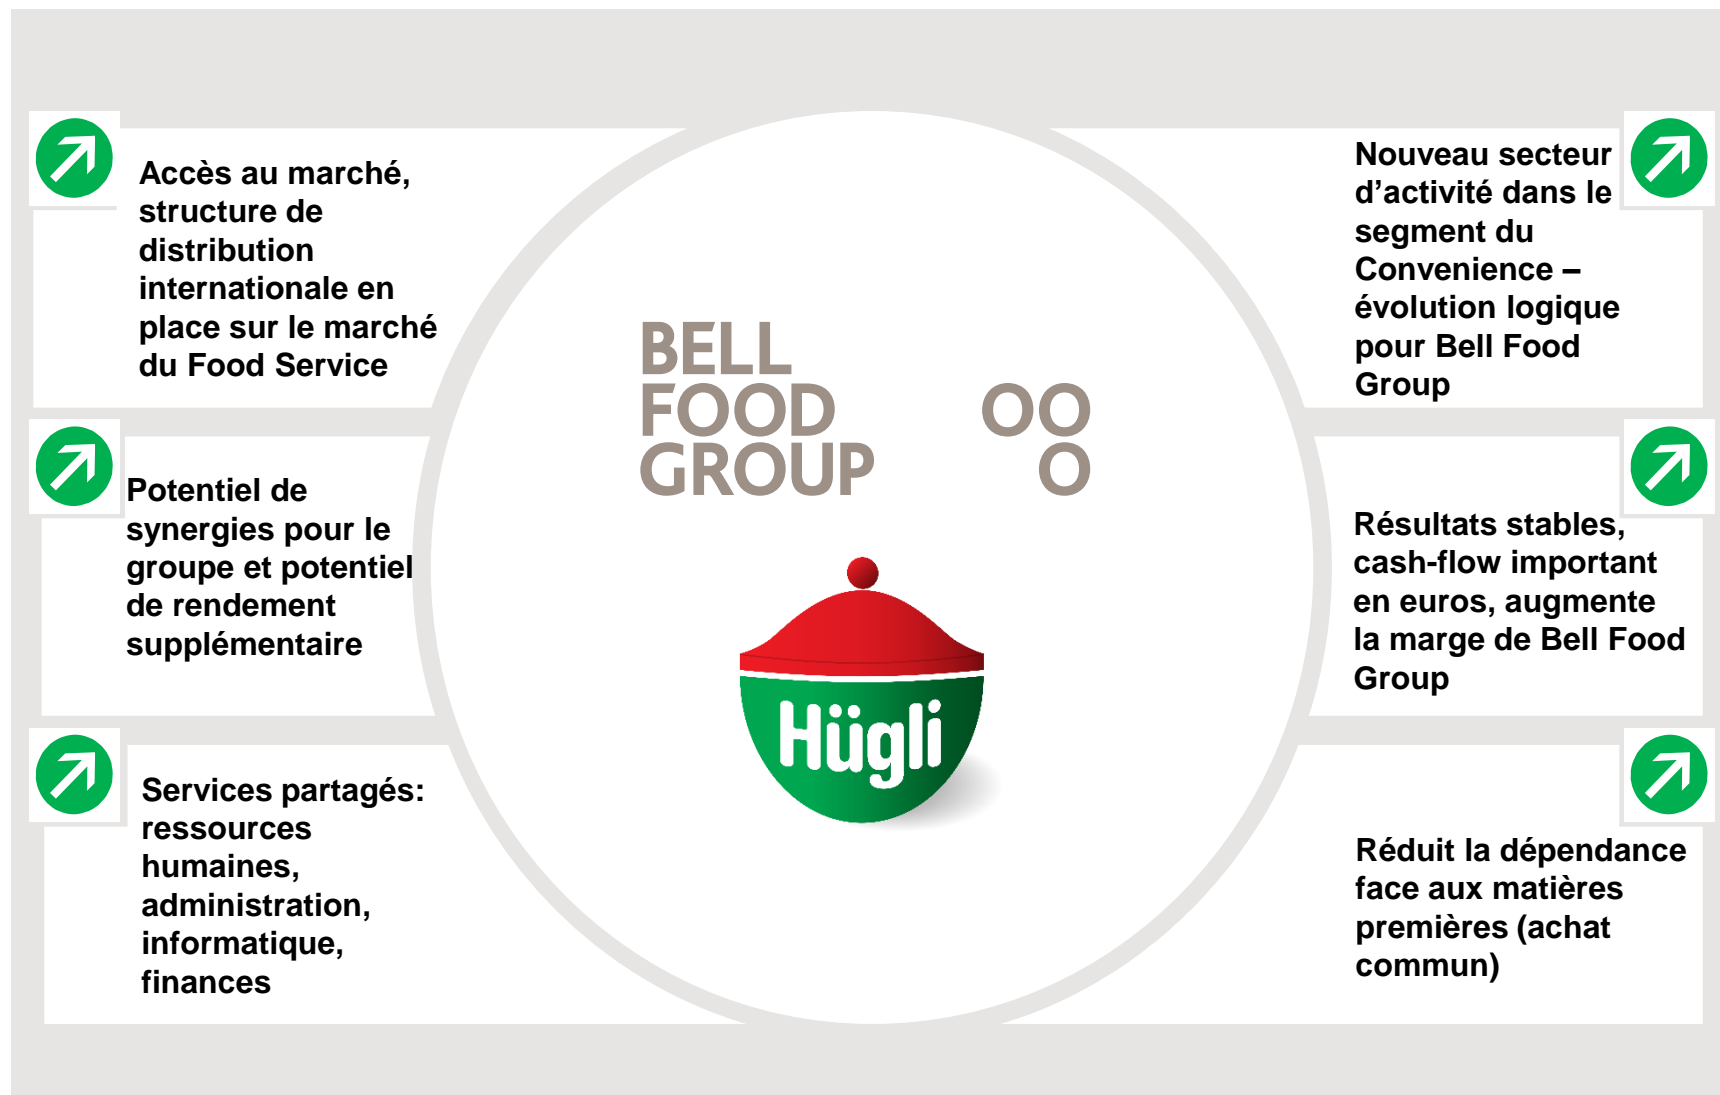 Accès au marché,
structure de
distribution
internationale en
place sur le marché
du Food Service
Potentiel de
synergies pour le
groupe et potentiel
de rendement
supplémentaire
Services partagés:
ressources
humaines,
administration,
informatique,
finances
BELL
FOOD
GROUP
Hügli
Nouveau secteur
d’activité dans le
segment du
Convenience –
évolution logique
pour Bell Food
Group
Résultats stables,
cash-flow important
en euros, augmente
la marge de Bell Food
Group
Réduit la dépendance
face aux matières
premières (achat
commun)